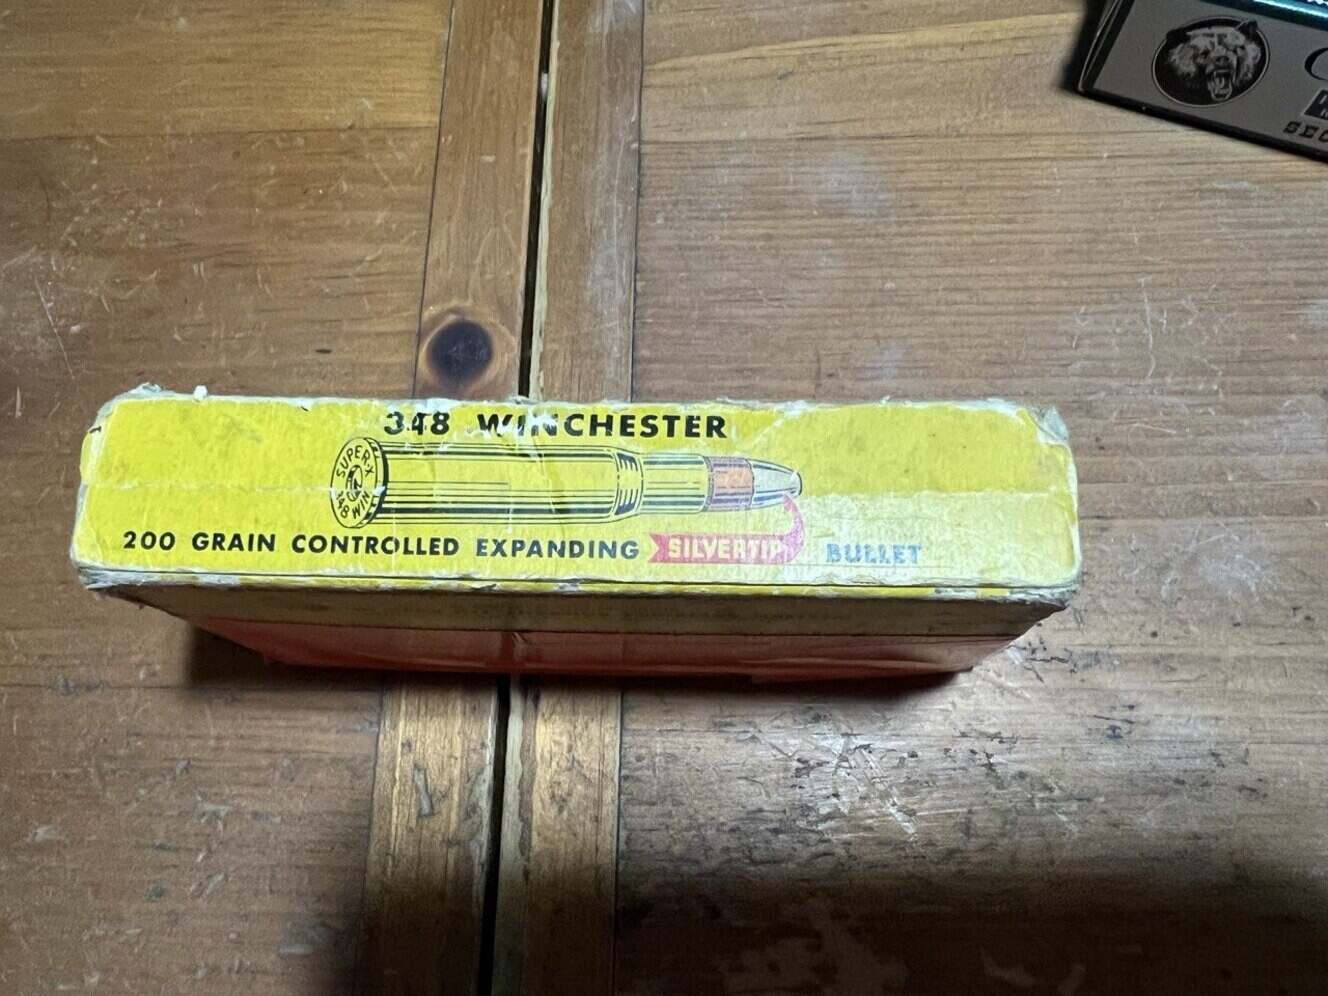 348 WINCHESTER
SUPER-X
348 WIN
200 GRAIN CONTROLLED EXPANDING SILVERTIP BULLET